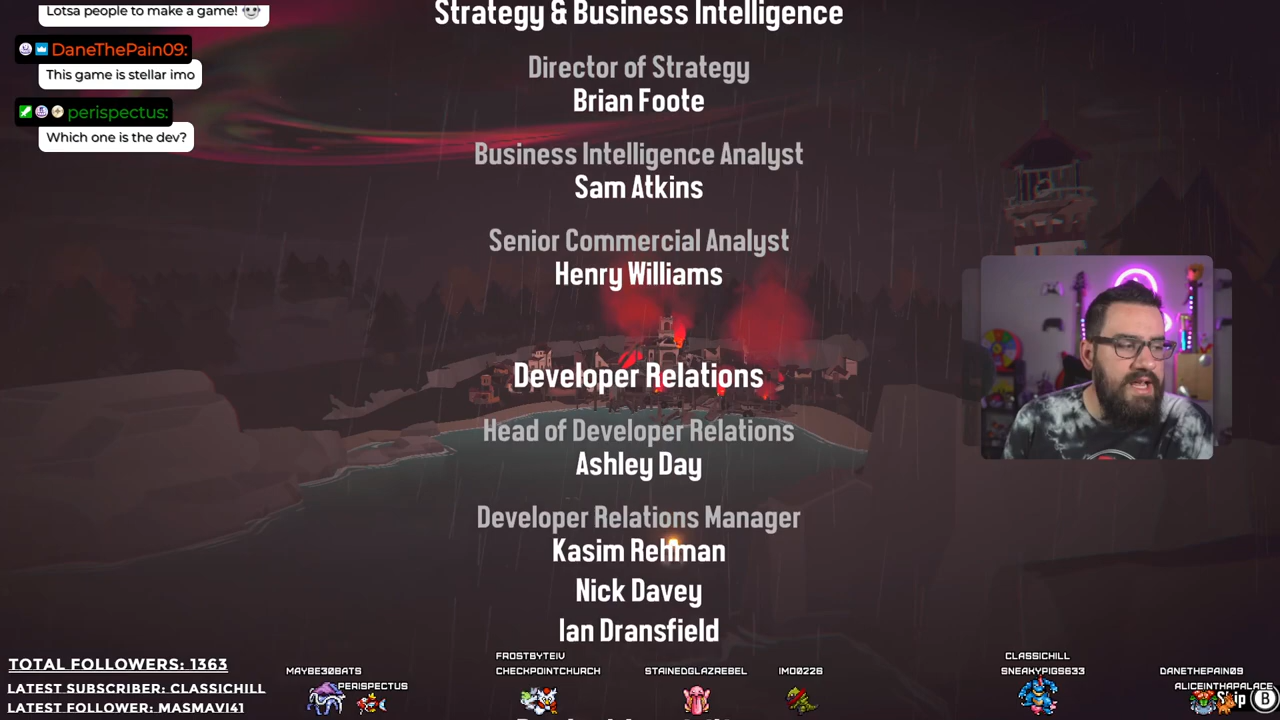 Lotsa people to make a game!
DaneThePain09:
This game is stellar imo
perispectus:
Which one is the dev?
Strategy & Business Intelligence
Director of Strategy
Brian Foote
Business Intelligence Analyst
Sam Atkins
Senior Commercial Analyst
Henry Williams
Developer Relations
Head of Developer Relations
Ashley Day
Developer Relations Manager
Kasim Rehman
Nick Davey
Ian Dransfield
TOTAL FOLLOWERS: 1363
LATEST SUBSCRIBER: CLASSICHILL
LATEST FOLLOWER: MASMAVI41
MAYBE30BATS
PERISPECTUS
FROSTBYTEIV
CHECKPOINTCHURCH
STAINEDGLAZREBEL
IMO0226
CLASSICHILL
SNEAKYPIGS633
DANETHEPAIN09
ALICEINTHAPALACE
Skip B